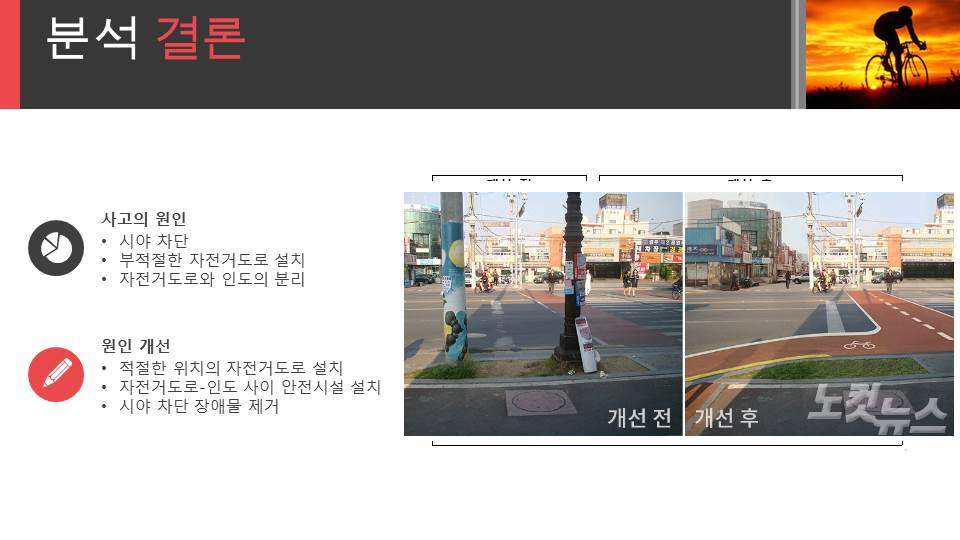 분석 결론
사고의 원인
• 시야 차단
• 부적절한 자전거도로 설치
• 자전거도로와 인도의 분리
원인 개선
• 적절한 위치의 자전거도로 설치
• 자전거도로-인도 사이 안전시설 설치
• 시야 차단 장애물 제거
개선 전
개선 후
노컷뉴스